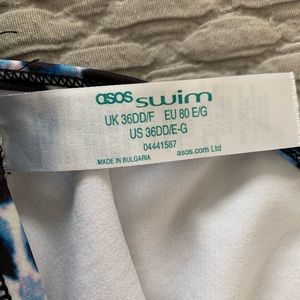 asos swim
UK 36DD/F EU 80 E/G
US 36DD/E-G
04441587
MADE IN BULGARIA asos.com Ltd